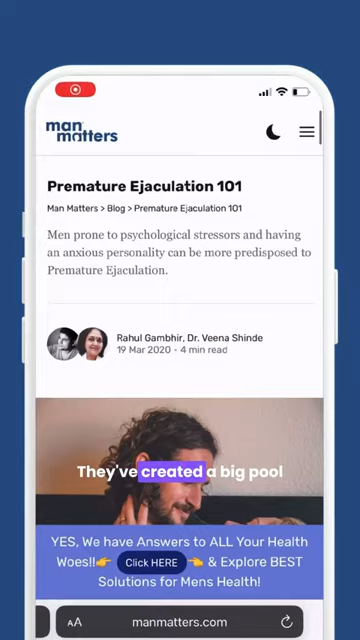 man
matters
Premature Ejaculation 101
Man Matters > Blog > Premature Ejaculation 101
Men prone to psychological stressors and having
an anxious personality can be more predisposed to
Premature Ejaculation.
Rahul Gambhir, Dr. Veena Shinde
19 Mar 2020 • 4 min read
They've created a big pool
YES, We have Answers to ALL Your Health
Woes!!👉 Click HERE 👈 & Explore BEST
Solutions for Mens Health!
AA manmatters.com